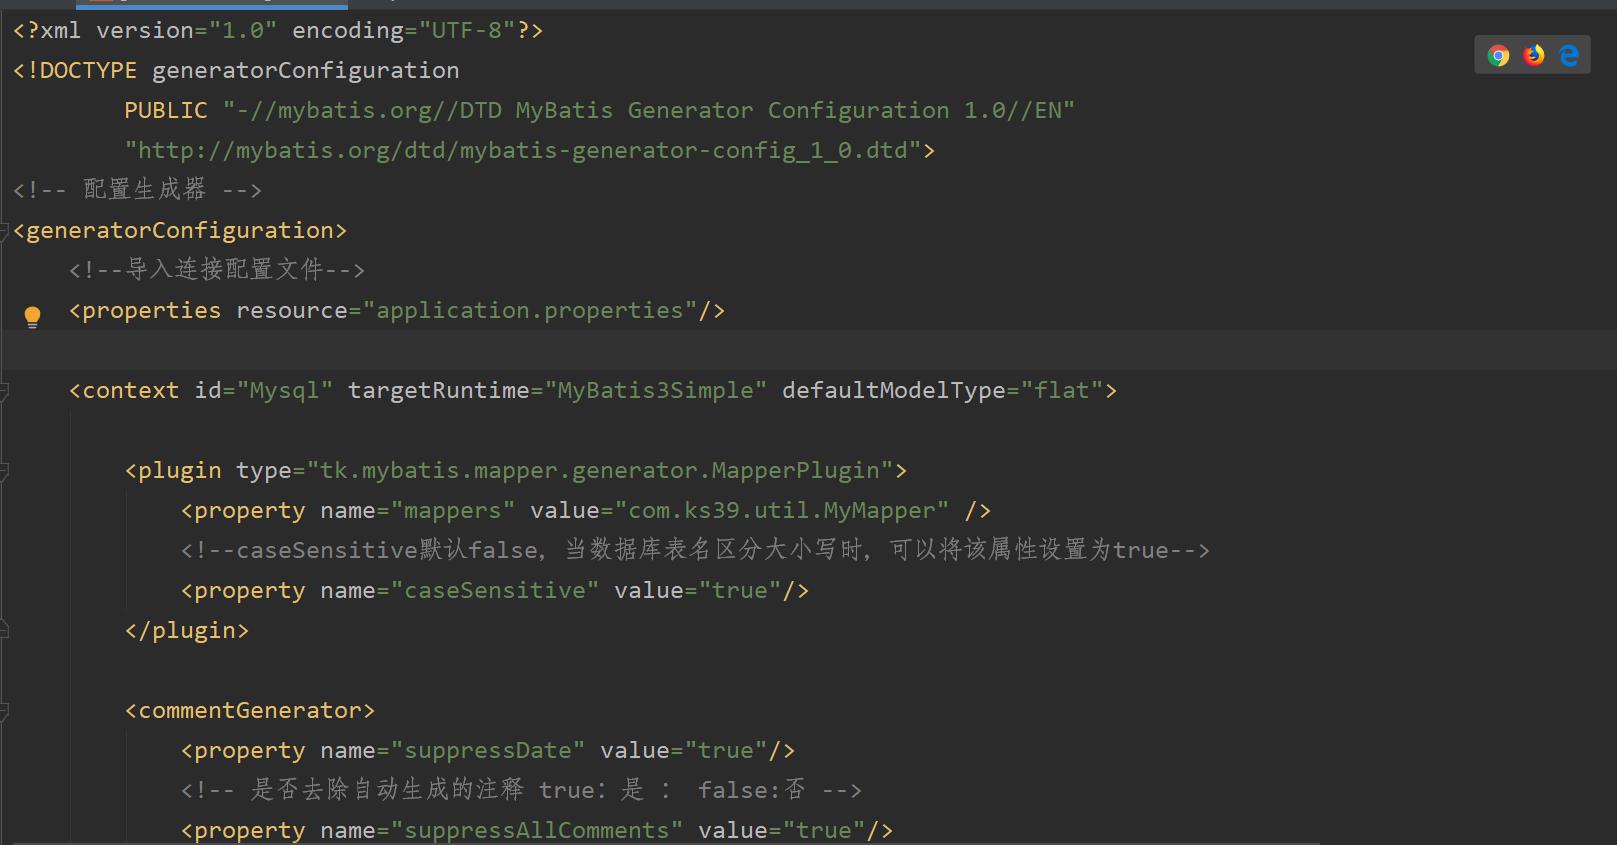 <?xml version="1.0" encoding="UTF-8"?>
<!DOCTYPE generatorConfiguration
PUBLIC "-//mybatis.org//DTD MyBatis Generator Configuration 1.0//EN"
"http://mybatis.org/dtd/mybatis-generator-config_1_0.dtd">
<!-- 配置生成器 -->
<generatorConfiguration>
<!--导入连接配置文件-->
<properties resource="application.properties"/>
<context id="Mysql" targetRuntime="MyBatis3Simple" defaultModelType="flat">
<plugin type="tk.mybatis.mapper.generator.MapperPlugin">
<property name="mappers" value="com.ks39.util.MyMapper" />
<!--caseSensitive默认false，当数据库表名区分大小写时，可以将该属性设置为true-->
<property name="caseSensitive" value="true"/>
</plugin>
<commentGenerator>
<property name="suppressDate" value="true"/>
<!-- 是否去除自动生成的注释 true：是 ： false:否 -->
<property name="suppressAllComments" value="true"/>